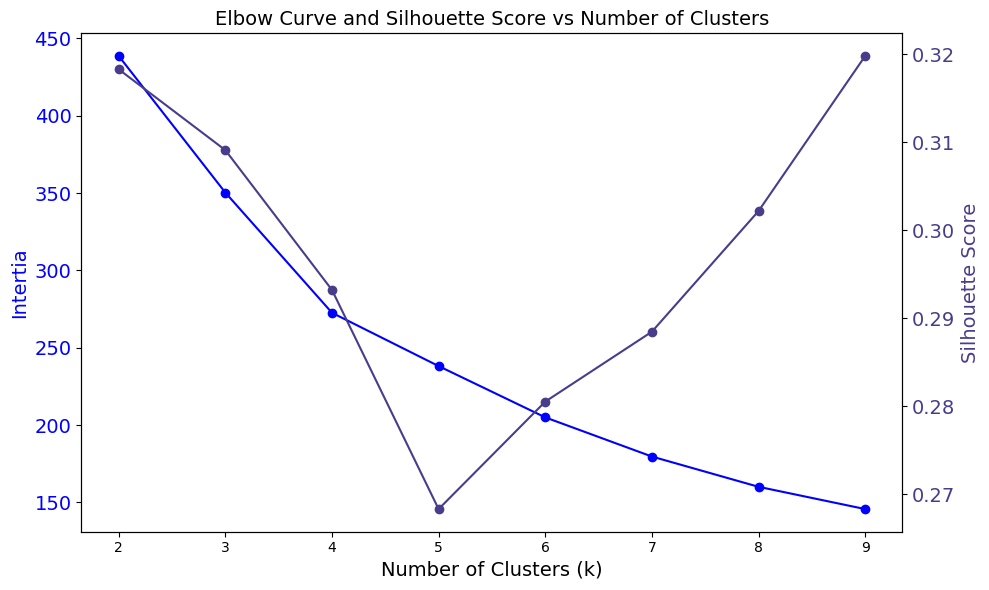 Elbow Curve and Silhouette Score vs Number of Clusters
450
400
350
300
250
200
150
Intertia
0.32
0.31
0.30
0.29
0.28
0.27
Silhouette Score
2 3 4 5 6 7 8 9
Number of Clusters (k)